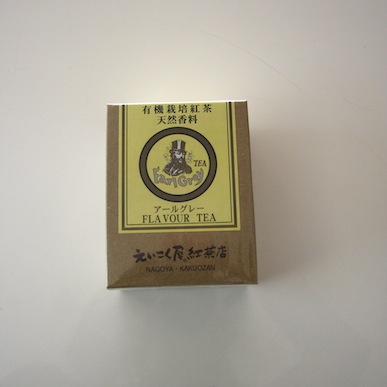 有機栽培紅茶
天然香料
TEA
Earl Grey
アールグレー
FLAVOUR TEA
えいこく屋紅茶店
NAGOYA・KAKUOZAN